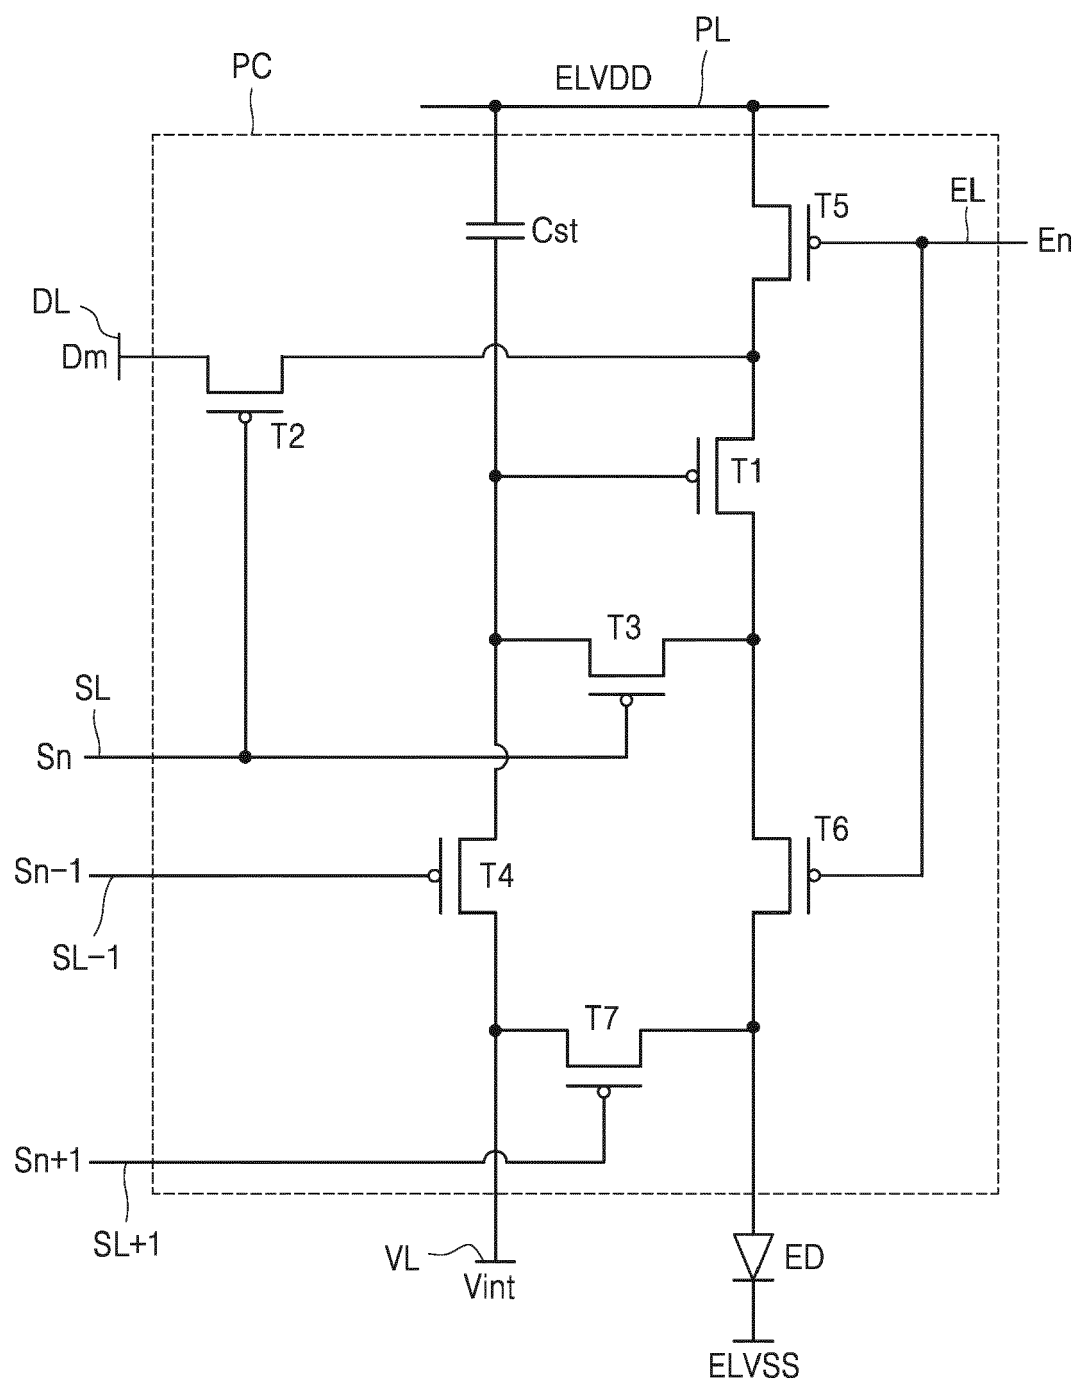 PL
PC
ELVDD
T5
EL
En
Cst
DL
Dm
T2
T1
T3
SL
Sn
T6
Sn-1
T4
SL-1
T7
Sn+1
SL+1
VL
Vint
ED
ELVSS